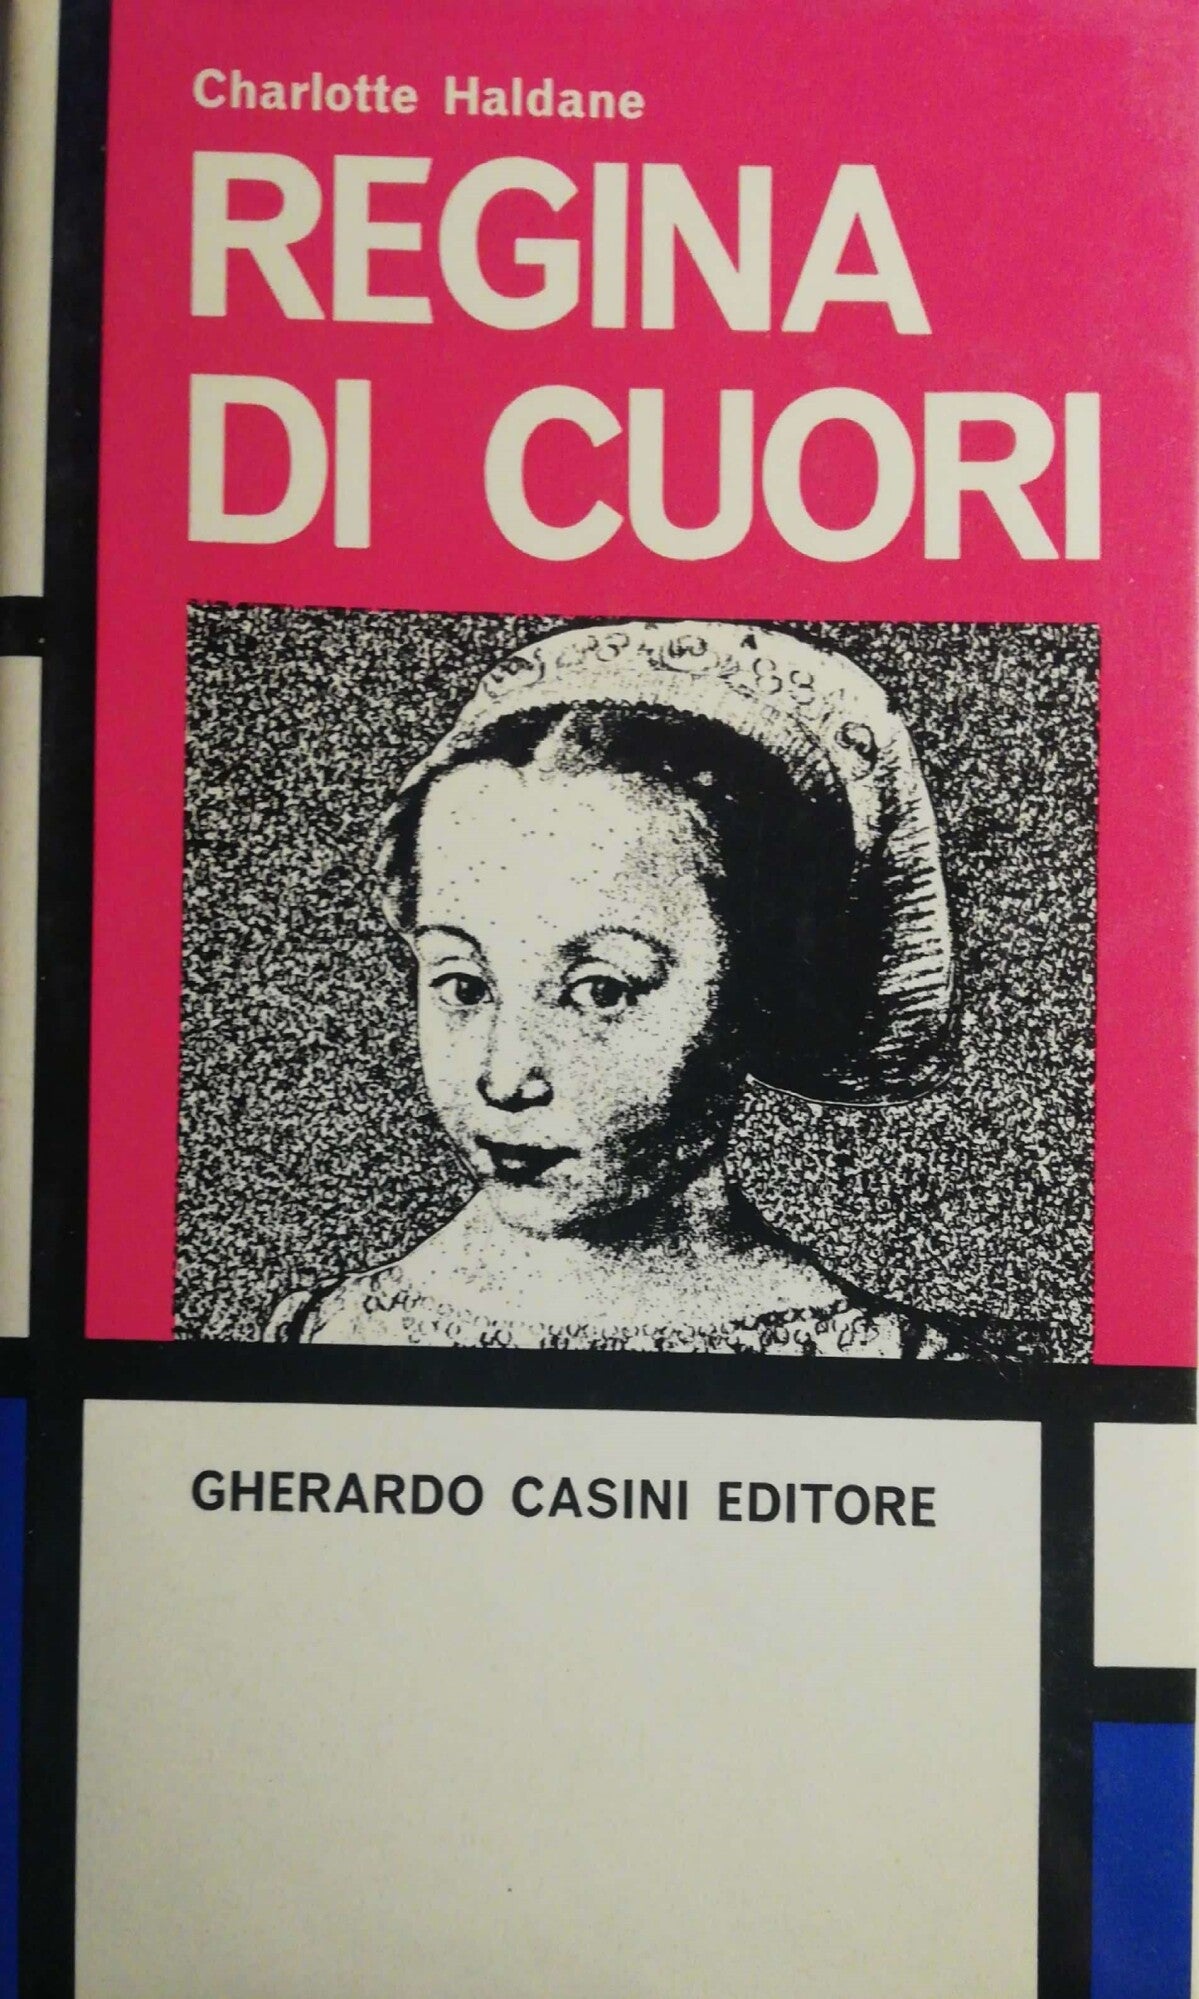 Charlotte Haldane
REGINA
DI CUORI
GHERARDO CASINI EDITORE